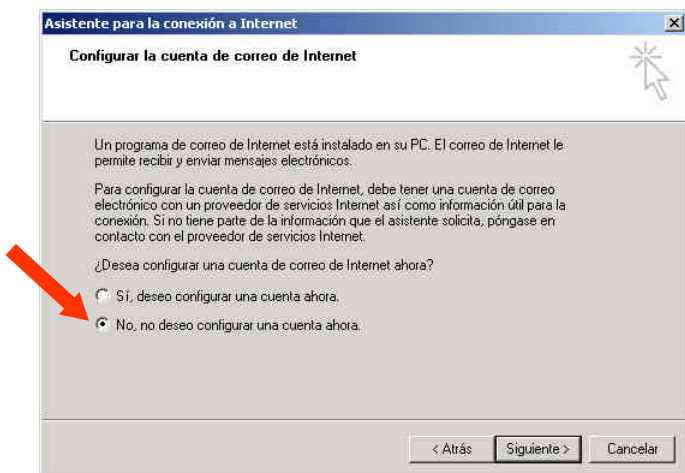 Asistente para la conexión a Internet
Configurar la cuenta de correo de Internet
Un programa de correo de Internet está instalado en su PC. El correo de Internet le
permite recibir y enviar mensajes electrónicos.
Para configurar la cuenta de correo de Internet, debe tener una cuenta de correo
electrónico con un proveedor de servicios Internet así como información útil para la
conexión. Si no tiene parte de la información que el asistente solicita, póngase en
contacto con el proveedor de servicios Internet.
¿Desea configurar una cuenta de correo de Internet ahora?
Sí, deseo configurar una cuenta ahora.
No, no deseo configurar una cuenta ahora.
< Atrás Siguiente > Cancelar